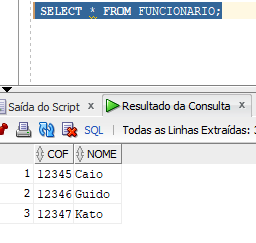 SELECT * FROM FUNCIONARIO;
Saída do Script x Resultado da Consulta x
SQL | Todas as Linhas Extraídas: 3
COF NOME
1 12345 Caio
2 12346 Guido
3 12347 Kato